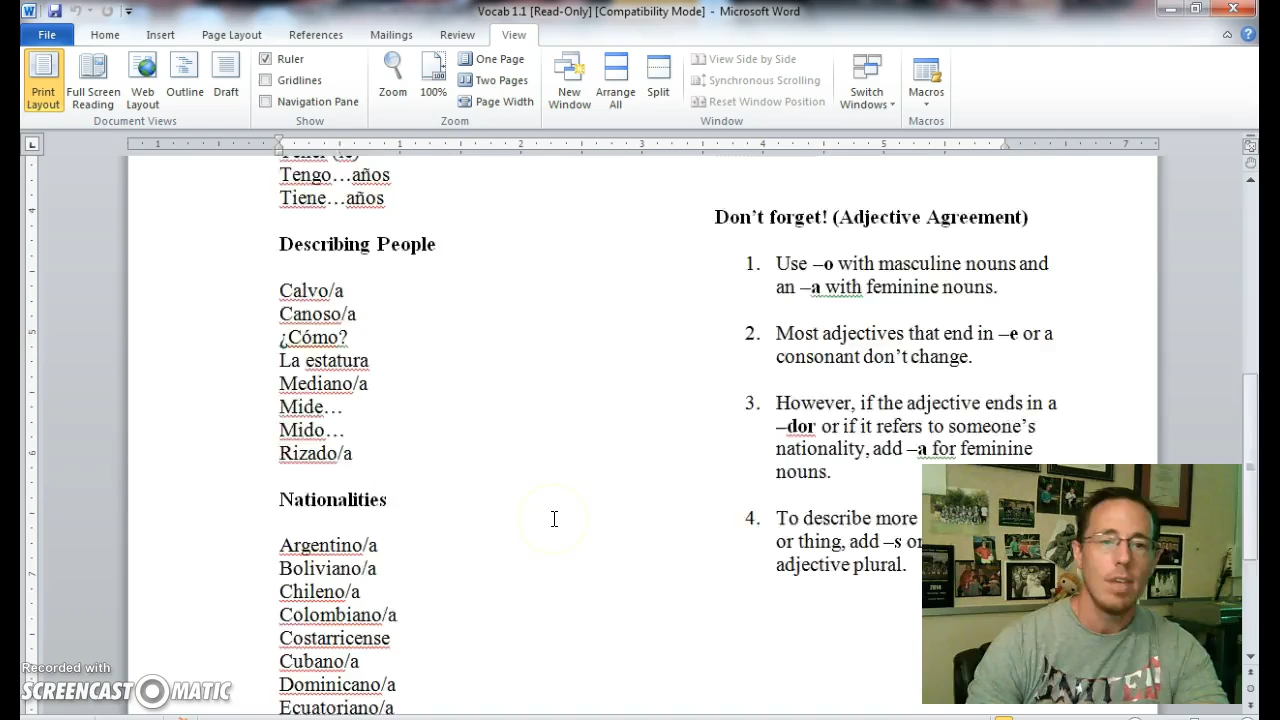 Vocab 1.1 [Read-Only] [Compatibility Mode] - Microsoft Word
File Home Insert Page Layout References Mailings Review View
Print Layout
Full Screen Reading
Web Layout
Outline
Draft
Document Views
Ruler
Gridlines
Navigation Pane
Show
Zoom
100%
One Page
Two Pages
Page Width
Zoom
New Window
Arrange All
Split
View Side by Side
Synchronous Scrolling
Reset Window Position
Window
Switch Windows
Macros
Macros
1 1 2 3 4 5 7
Tengo…años
Tiene…años
Describing People
Calvo/a
Canoso/a
¿Cómo?
La estatura
Mediano/a
Mide…
Mido…
Rizado/a
Nationalities
Argentino/a
Boliviano/a
Chileno/a
Colombiano/a
Costarricense
Cubano/a
Dominicano/a
Ecuatoriano/a
Don’t forget! (Adjective Agreement)
1. Use –o with masculine nouns and
an –a with feminine nouns.
2. Most adjectives that end in –e or a
consonant don’t change.
3. However, if the adjective ends in a
–dor or if it refers to someone’s
nationality, add –a for feminine
nouns.
4. To describe more
or thing, add –s or
adjective plural.
Recorded with
SCREENCAST MATIC